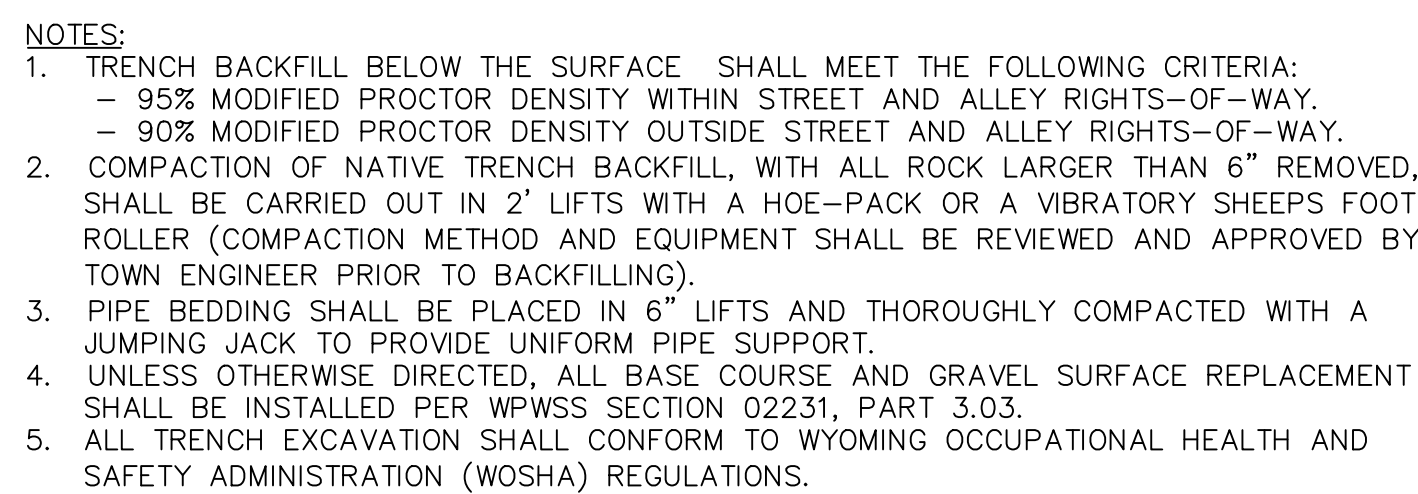 NOTES:
1. TRENCH BACKFILL BELOW THE SURFACE SHALL MEET THE FOLLOWING CRITERIA:
– 95% MODIFIED PROCTOR DENSITY WITHIN STREET AND ALLEY RIGHTS–OF–WAY.
– 90% MODIFIED PROCTOR DENSITY OUTSIDE STREET AND ALLEY RIGHTS–OF–WAY.
2. COMPACTION OF NATIVE TRENCH BACKFILL, WITH ALL ROCK LARGER THAN 6” REMOVED,
SHALL BE CARRIED OUT IN 2’ LIFTS WITH A HOE–PACK OR A VIBRATORY SHEEPS FOOT
ROLLER (COMPACTION METHOD AND EQUIPMENT SHALL BE REVIEWED AND APPROVED BY
TOWN ENGINEER PRIOR TO BACKFILLING).
3. PIPE BEDDING SHALL BE PLACED IN 6” LIFTS AND THOROUGHLY COMPACTED WITH A
JUMPING JACK TO PROVIDE UNIFORM PIPE SUPPORT.
4. UNLESS OTHERWISE DIRECTED, ALL BASE COURSE AND GRAVEL SURFACE REPLACEMENT
SHALL BE INSTALLED PER WPWSS SECTION 02231, PART 3.03.
5. ALL TRENCH EXCAVATION SHALL CONFORM TO WYOMING OCCUPATIONAL HEALTH AND
SAFETY ADMINISTRATION (WOSHA) REGULATIONS.